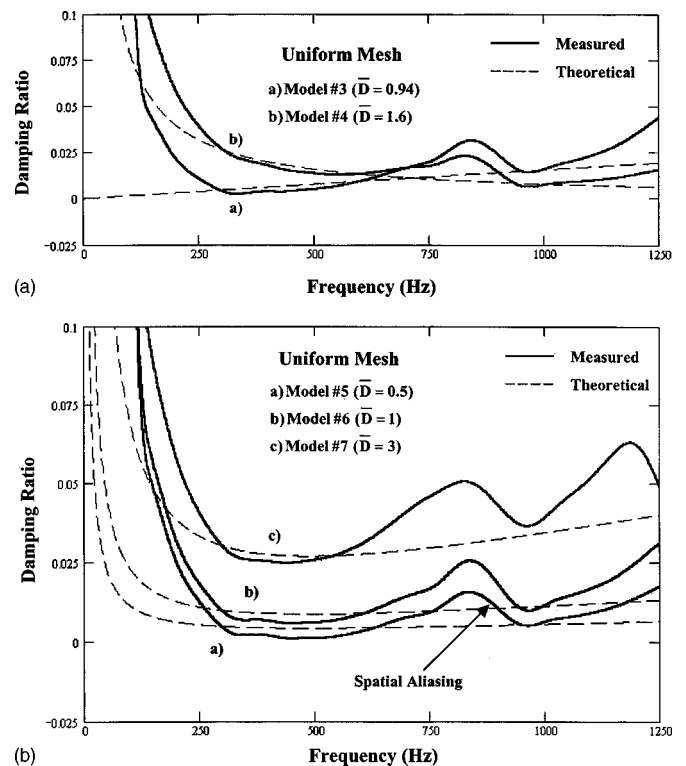 0.1
0.075
0.05
0.025
0
−0.025
Damping Ratio
Uniform Mesh
a) Model #3 (D̅ = 0.94)
b) Model #4 (D̅ = 1.6)
Measured
Theoretical
b)
a)
0 250 500 750 1000 1250
(a)
Frequency (Hz)
0.1
0.075
0.05
0.025
0
−0.025
Damping Ratio
Uniform Mesh
a) Model #5 (D̅ = 0.5)
b) Model #6 (D̅ = 1)
c) Model #7 (D̅ = 3)
Measured
Theoretical
c)
b)
a)
Spatial Aliasing
0 250 500 750 1000 1250
(b)
Frequency (Hz)